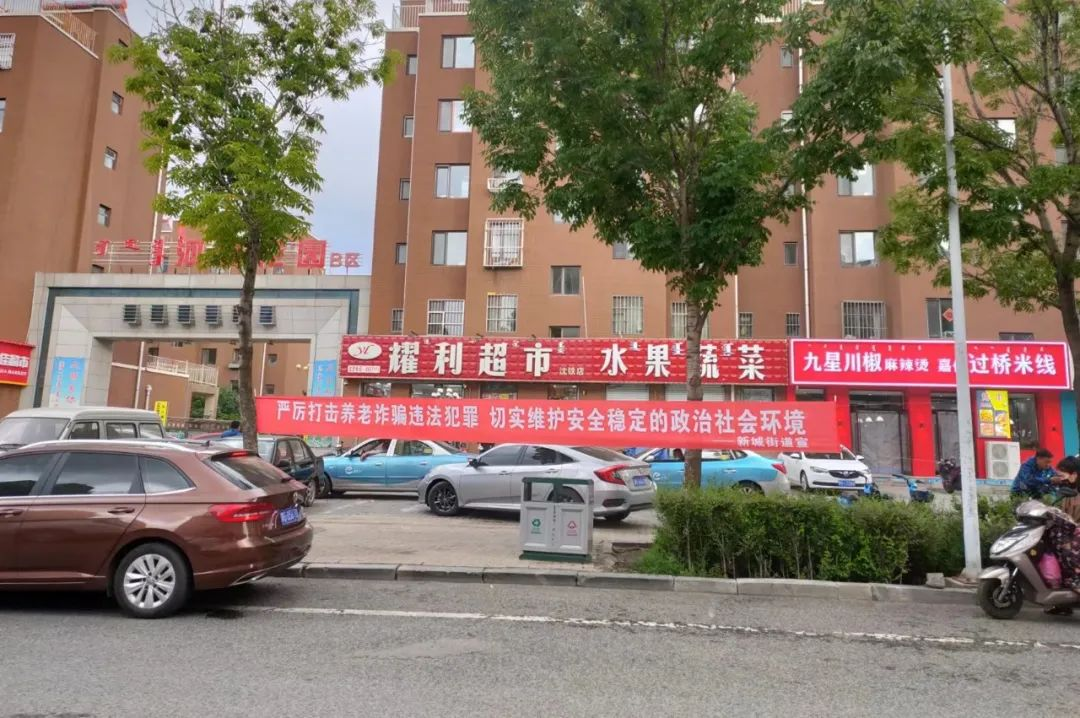 园B区
耀利超市 水果蔬菜
沈铁店
九星川椒 麻辣烫 过桥米线
严厉打击养老诈骗违法犯罪 切实维护安全稳定的政治社会环境
新城街道宣